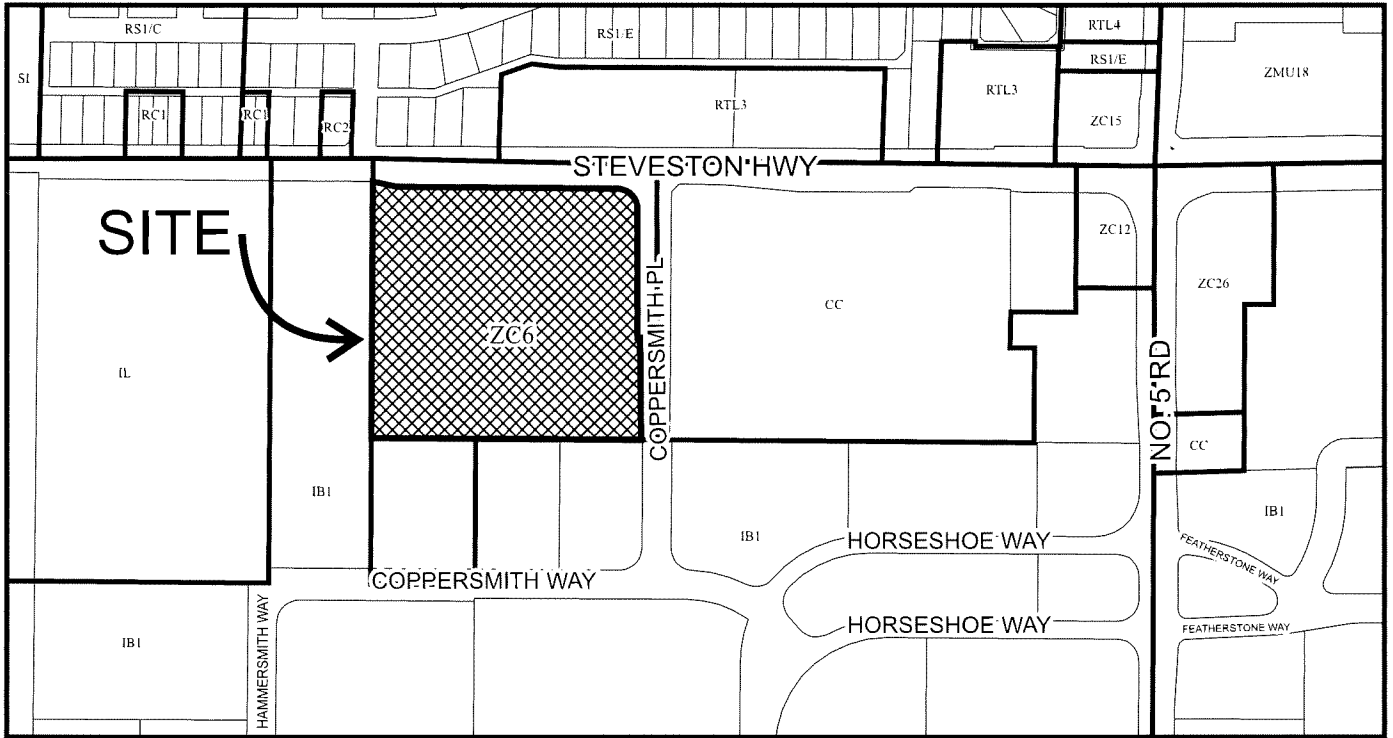 RS1/C
RS1/E
RTL4
RS1/E
SI
ZMU18
RTL3
RTL3
RC1
RC1
RC2
ZC15
STEVESTON HWY
SITE
ZC12
ZC26
COPPERSMITH PL
CC
ZC6
IL
NO. 5 RD
CC
IB1
IB1
IB1
HORSESHOE WAY
FEATHERSTONE WAY
COPPERSMITH WAY
HAMMERSMITH WAY
HORSESHOE WAY
FEATHERSTONE WAY
IB1